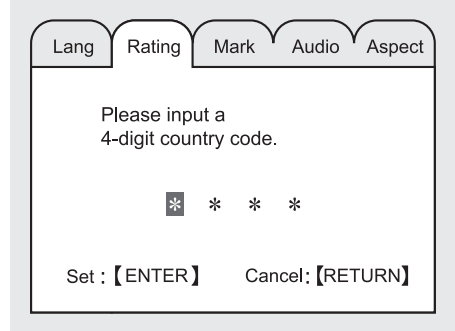 Lang Rating Mark Audio Aspect
Please input a
4-digit country code.
* * * *
Set :【ENTER】 Cancel:【RETURN】